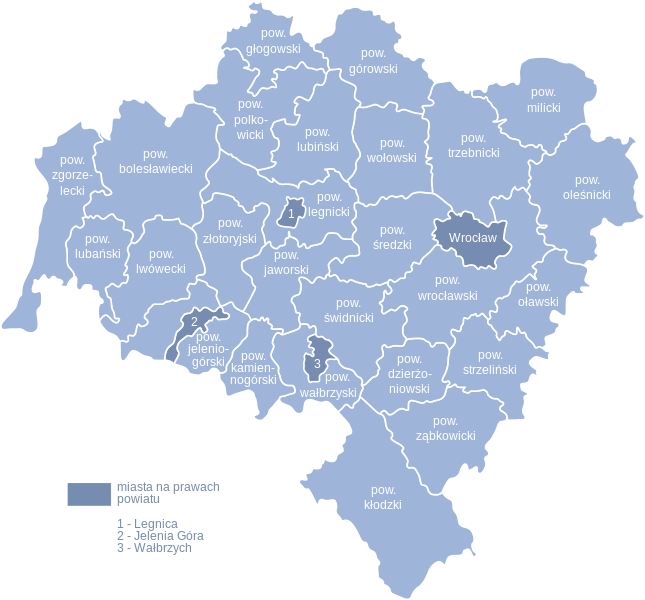 pow.
głogowski
pow.
górowski
pow.
milicki
pow.
polko-
wicki
pow.
lubiński
pow.
wołowski
pow.
trzebnicki
pow.
zgorze-
lecki
pow.
bolesławiecki
pow.
oleśnicki
pow.
legnicki
1
pow.
złotoryjski
pow.
średzki
Wrocław
pow.
lubański
pow.
lwówecki
pow.
jaworski
pow.
wrocławski
pow.
oławski
pow.
świdnicki
2
pow.
jelenio-
górski
pow.
kamien-
nogórski
3
pow.
wałbrzyski
pow.
dzierżo-
niowski
pow.
strzeliński
pow.
ząbkowicki
pow.
kłodzki
miasta na prawach
powiatu
1 - Legnica
2 - Jelenia Góra
3 - Wałbrzych